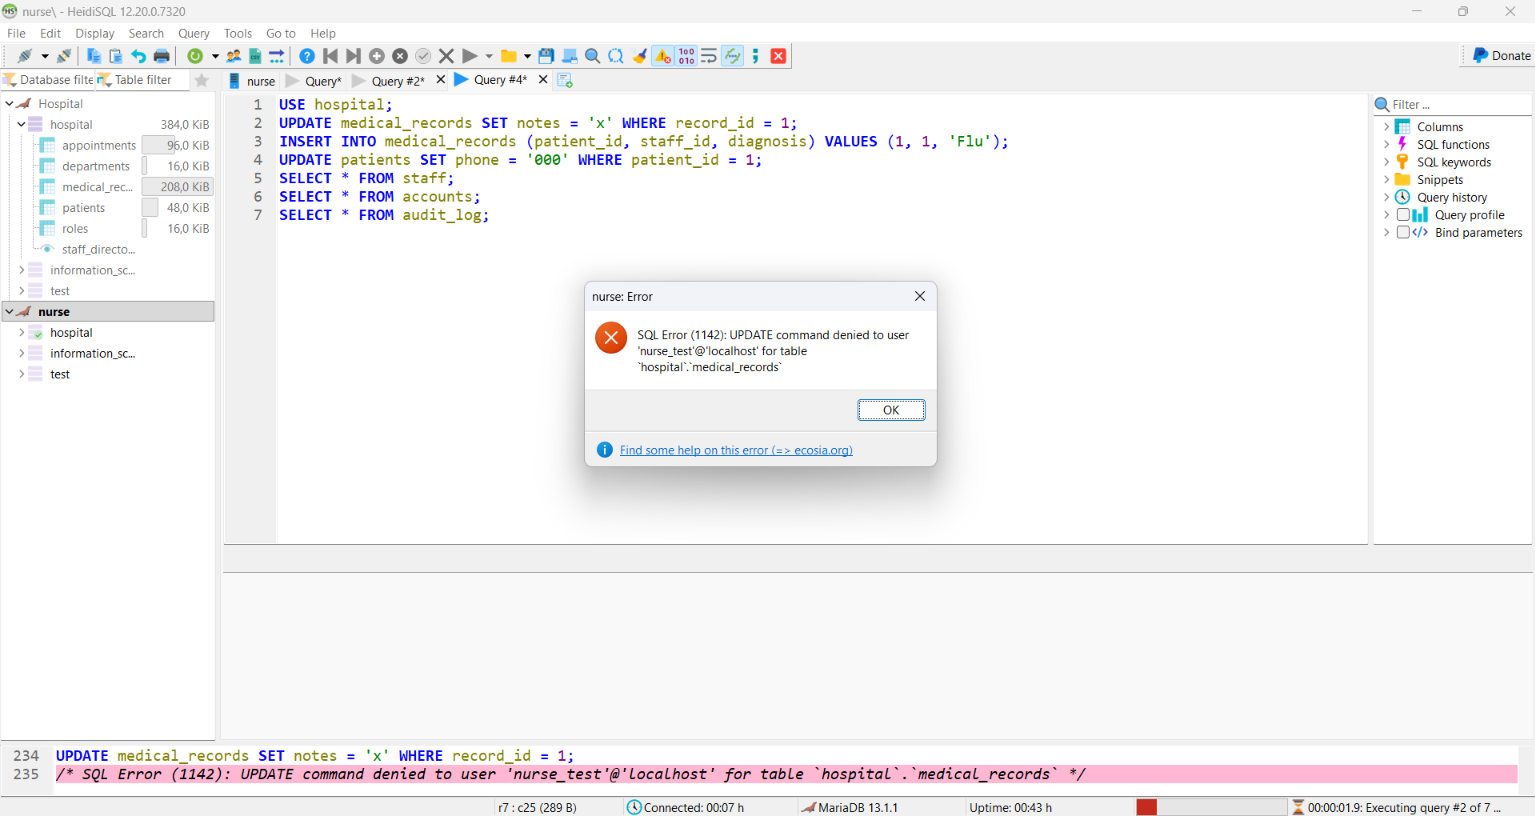 nurse\ - HeidiSQL 12.20.0.7320
File Edit Display Search Query Tools Go to Help
Donate
Database filte Table filter
nurse Query* Query #2* Query #4*
Hospital
hospital 384,0 KiB
appointments 96,0 KiB
departments 16,0 KiB
medical_rec... 208,0 KiB
patients 48,0 KiB
roles 16,0 KiB
staff_directo...
information_sc...
test
nurse
hospital
information_sc...
test
1 USE hospital;
2 UPDATE medical_records SET notes = 'x' WHERE record_id = 1;
3 INSERT INTO medical_records (patient_id, staff_id, diagnosis) VALUES (1, 1, 'Flu');
4 UPDATE patients SET phone = '000' WHERE patient_id = 1;
5 SELECT * FROM staff;
6 SELECT * FROM accounts;
7 SELECT * FROM audit_log;
Filter ...
Columns
SQL functions
SQL keywords
Snippets
Query history
Query profile
Bind parameters
nurse: Error
SQL Error (1142): UPDATE command denied to user
'nurse_test'@'localhost' for table
`hospital`.`medical_records`
OK
Find some help on this error (=> ecosia.org)
234 UPDATE medical_records SET notes = 'x' WHERE record_id = 1;
235 /* SQL Error (1142): UPDATE command denied to user 'nurse_test'@'localhost' for table `hospital`.`medical_records` */
r7 : c25 (289 B) Connected: 00:07 h MariaDB 13.1.1 Uptime: 00:43 h 00:00:01.9: Executing query #2 of 7 ...